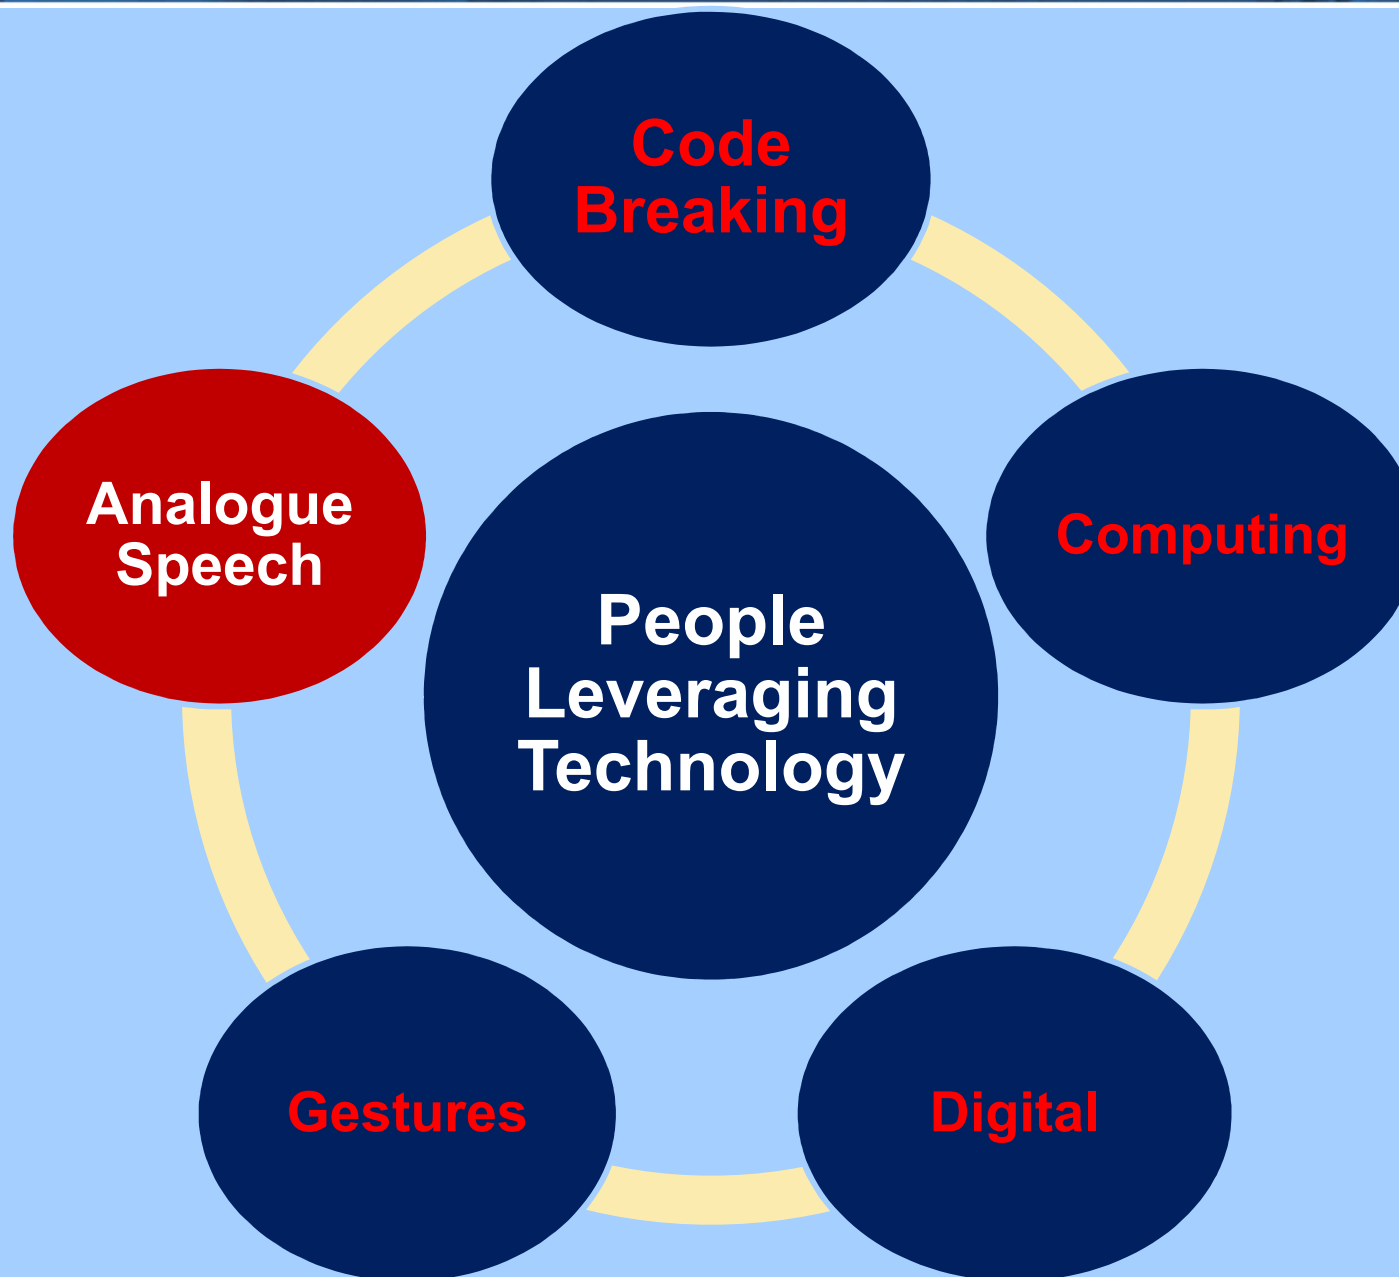 Code
Breaking
Analogue
Speech
Computing
People
Leveraging
Technology
Gestures
Digital